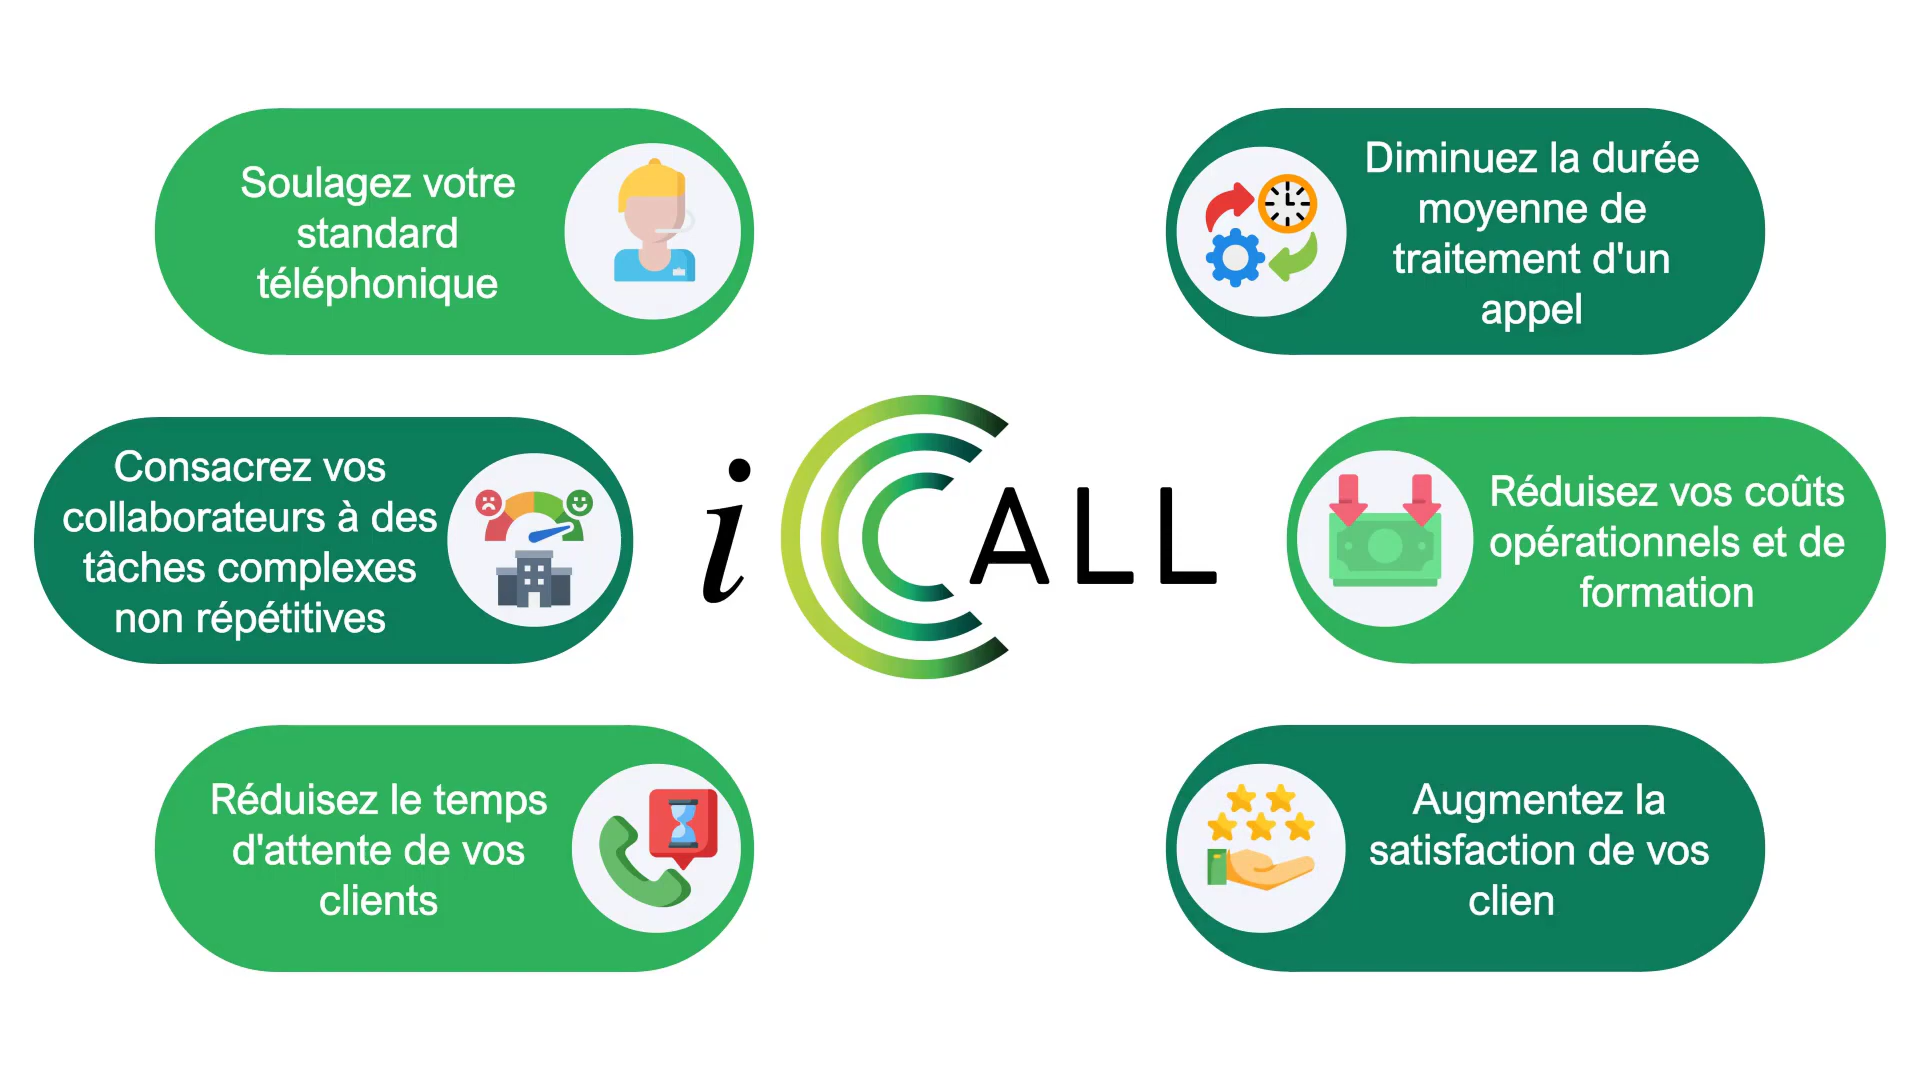 Soulagez votre
standard
téléphonique
Diminuez la durée
moyenne de
traitement d'un
appel
Consacrez vos
collaborateurs à des
tâches complexes
non répétitives
iCALL
Réduisez vos coûts
opérationnels et de
formation
Réduisez le temps
d'attente de vos
clients
Augmentez la
satisfaction de vos
clien